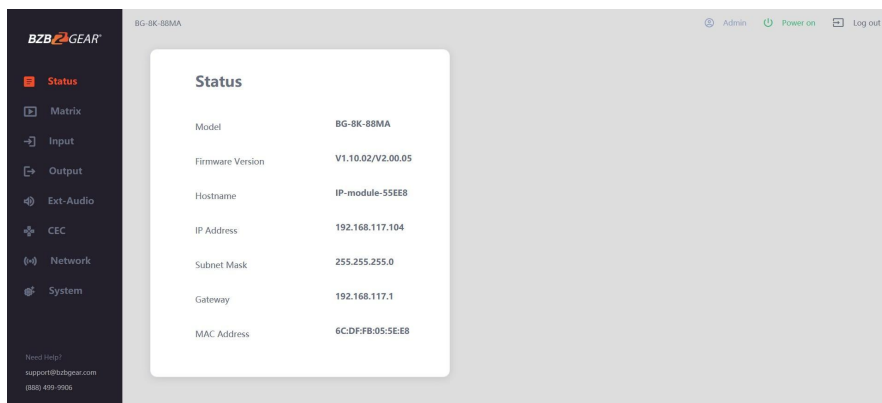 BG-8K-88MA
Admin
Power on
Log out
BZBGEAR®
Status
Matrix
Input
Output
Ext-Audio
CEC
Network
System
Need Help?
support@bzbgear.com
(888) 499-9906
Status
Model BG-8K-88MA
Firmware Version V1.10.02/V2.00.05
Hostname IP-module-55EE8
IP Address 192.168.117.104
Subnet Mask 255.255.255.0
Gateway 192.168.117.1
MAC Address 6C:DF:FB:05:5E:E8